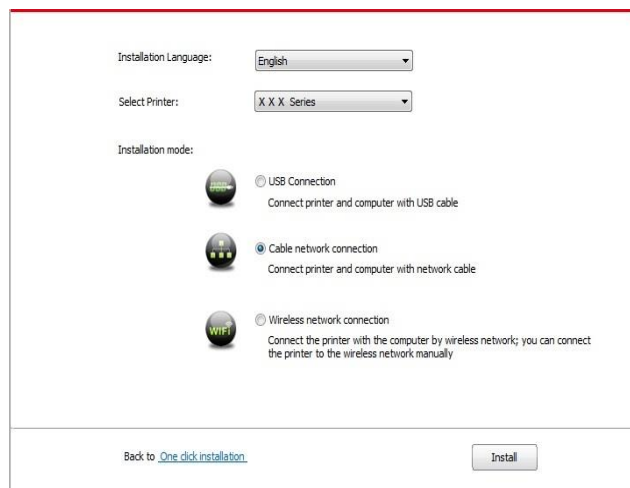 Installation Language:
English
Select Printer:
X X X Series
Installation mode:
USB
USB Connection
Connect printer and computer with USB cable
Cable network connection
Connect printer and computer with network cable
WiFi
Wireless network connection
Connect the printer with the computer by wireless network; you can connect
the printer to the wireless network manually
Back to One click installation
Install